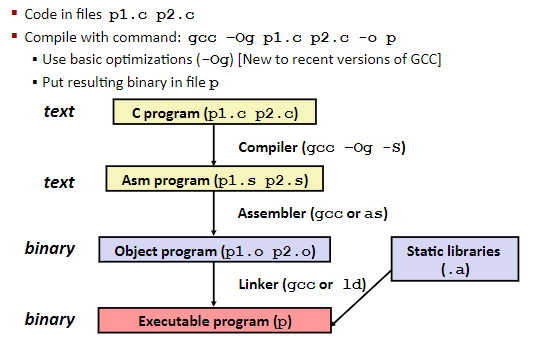 Code in files p1.c p2.c
Compile with command: gcc –Og p1.c p2.c -o p
Use basic optimizations (-Og) [New to recent versions of GCC]
Put resulting binary in file p
text
C program (p1.c p2.c)
Compiler (gcc –Og -S)
text
Asm program (p1.s p2.s)
Assembler (gcc or as)
binary
Object program (p1.o p2.o)
Static libraries
(.a)
Linker (gcc or ld)
binary
Executable program (p)